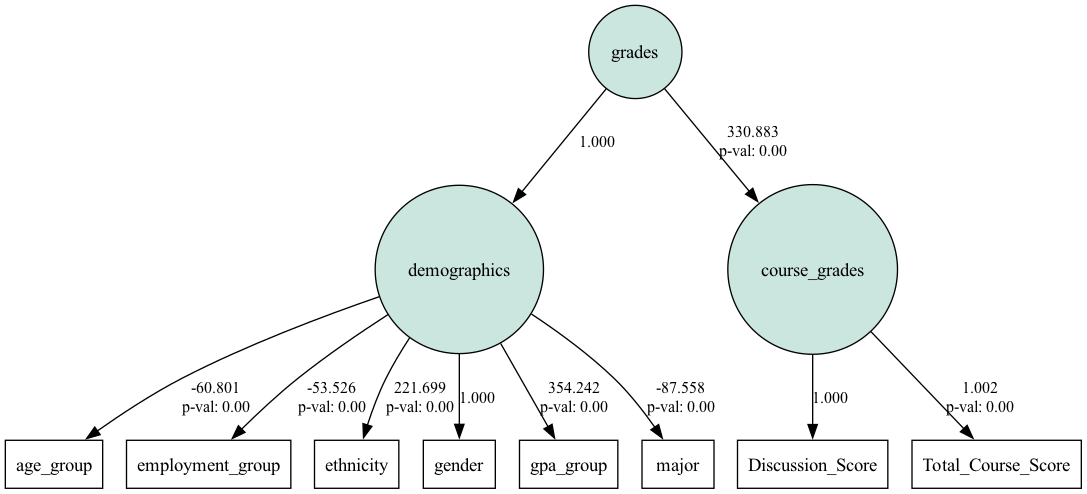 grades
1.000
330.883
p-val: 0.00
demographics
course_grades
-60.801
p-val: 0.00
-53.526
p-val: 0.00
221.699
p-val: 0.00
1.000
354.242
p-val: 0.00
-87.558
p-val: 0.00
1.000
1.002
p-val: 0.00
age_group
employment_group
ethnicity
gender
gpa_group
major
Discussion_Score
Total_Course_Score